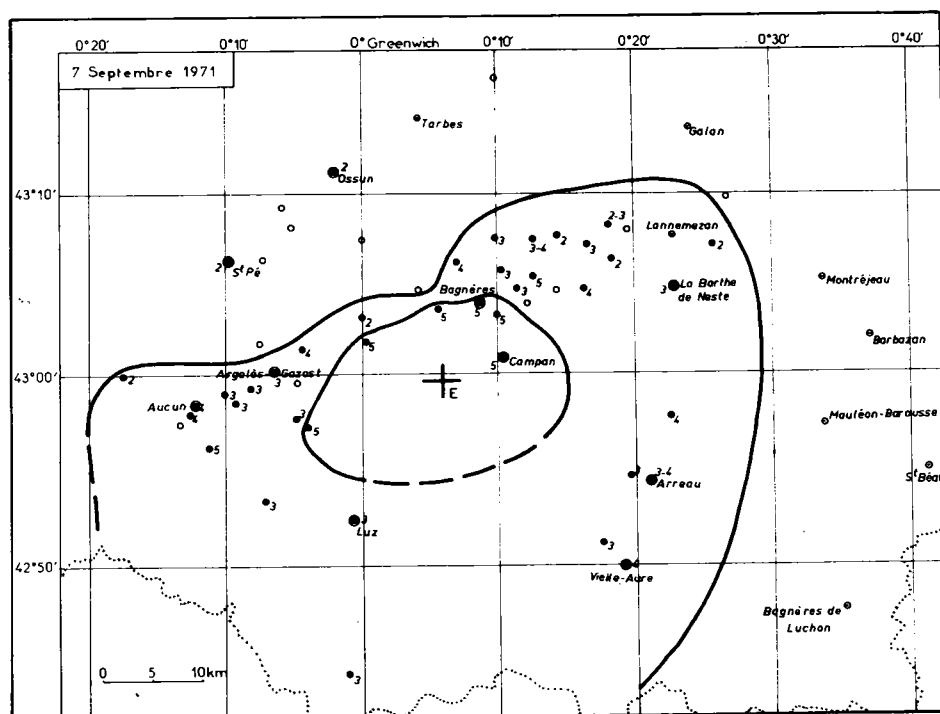 0°20' 0°10' 0° Greenwich 0°10' 0°20' 0°30' 0°40'
7 Septembre 1971
Tarbes
Galan
2
Ossun
43°10'
2-3
3 3-4 2 3 Lannemezan 2
2 St Pé
4 3 5 2
Bagnères 3 4 3 La Barthe de Neste
Montréjeau
5 5 5
2
Barbazan
4 5
5 Campan
43°00'
2 Argelès Gazost
3
E
3 3
Aucun
4
3 5
4
Mauléon-Barousse
5
3 3-4
Arreau
St Béat
3
3
Luz
3
42°50'
Vielle-Aure 4
Bagnères de
Luchon
0 5 10km
3